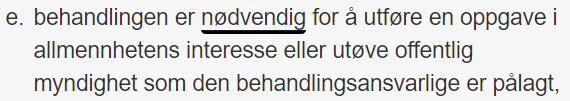 e. behandlingen er nødvendig for å utføre en oppgave i
allmennhetens interesse eller utøve offentlig
myndighet som den behandlingsansvarlige er pålagt,